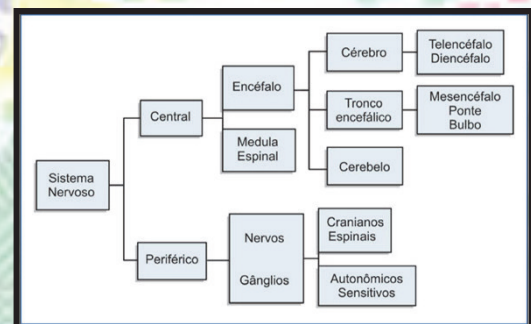 Sistema
Nervoso
Central
Encéfalo
Cérebro
Telencéfalo
Diencéfalo
Tronco
encefálico
Mesencéfalo
Ponte
Bulbo
Cerebelo
Medula
Espinal
Periférico
Nervos
Gânglios
Cranianos
Espinais
Autonômicos
Sensitivos